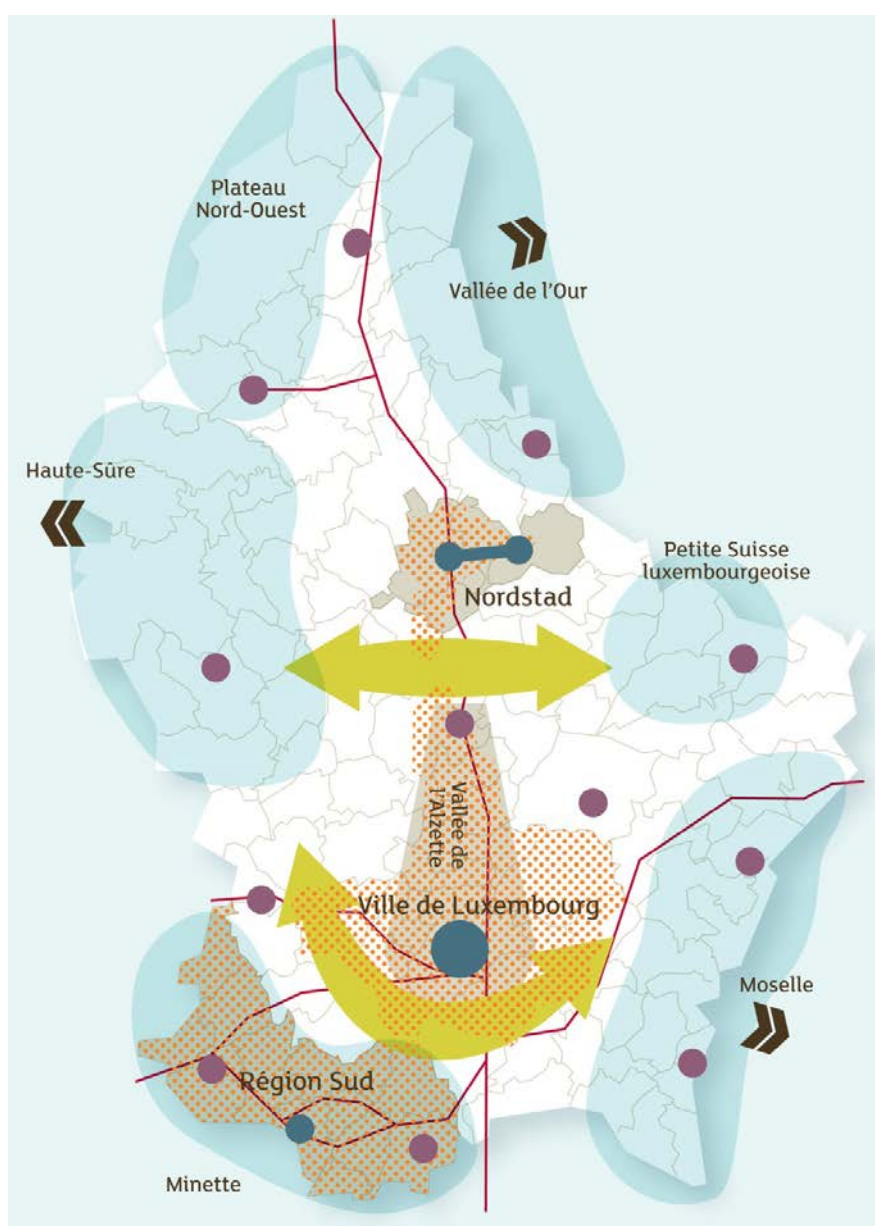 Plateau
Nord-Ouest
Vallée de l'Our
Haute-Sûre
Petite Suisse
luxembourgeoise
Nordstad
Vallée de
l'Alzette
Ville de Luxembourg
Moselle
Région Sud
Minette